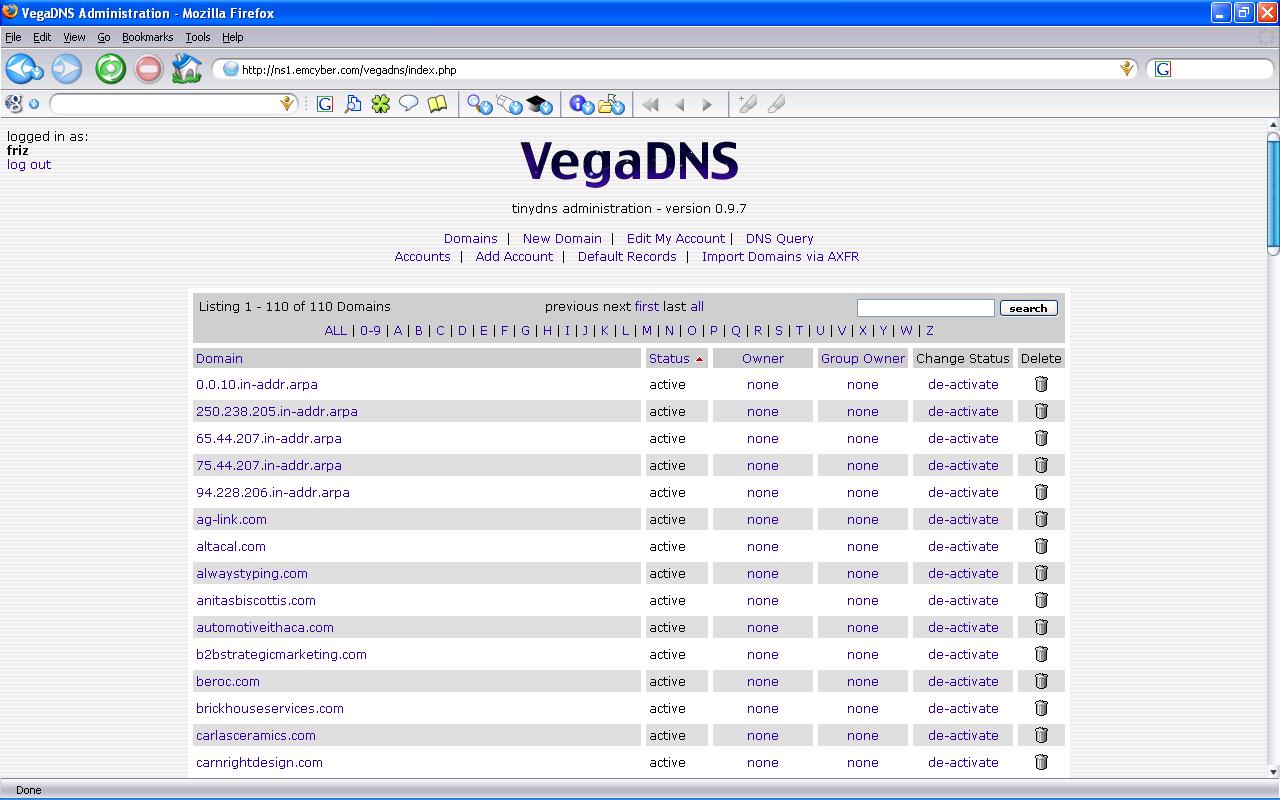 VegaDNS Administration - Mozilla Firefox
File Edit View Go Bookmarks Tools Help
http://ns1.emcyber.com/vegadns/index.php
G
G
logged in as:
friz
log out
VegaDNS
tinydns administration - version 0.9.7
Domains | New Domain | Edit My Account | DNS Query
Accounts | Add Account | Default Records | Import Domains via AXFR
Listing 1 - 110 of 110 Domains previous next first last all search
ALL | 0-9 | A | B | C | D | E | F | G | H | I | J | K | L | M | N | O | P | Q | R | S | T | U | V | X | Y | W | Z
Domain Status Owner Group Owner Change Status Delete
0.0.10.in-addr.arpa active none none de-activate
250.238.205.in-addr.arpa active none none de-activate
65.44.207.in-addr.arpa active none none de-activate
75.44.207.in-addr.arpa active none none de-activate
94.228.206.in-addr.arpa active none none de-activate
ag-link.com active none none de-activate
altacal.com active none none de-activate
alwaystyping.com active none none de-activate
anitasbiscottis.com active none none de-activate
automotiveithaca.com active none none de-activate
b2bstrategicmarketing.com active none none de-activate
beroc.com active none none de-activate
brickhouseservices.com active none none de-activate
carlasceramics.com active none none de-activate
carnrightdesign.com active none none de-activate
Done